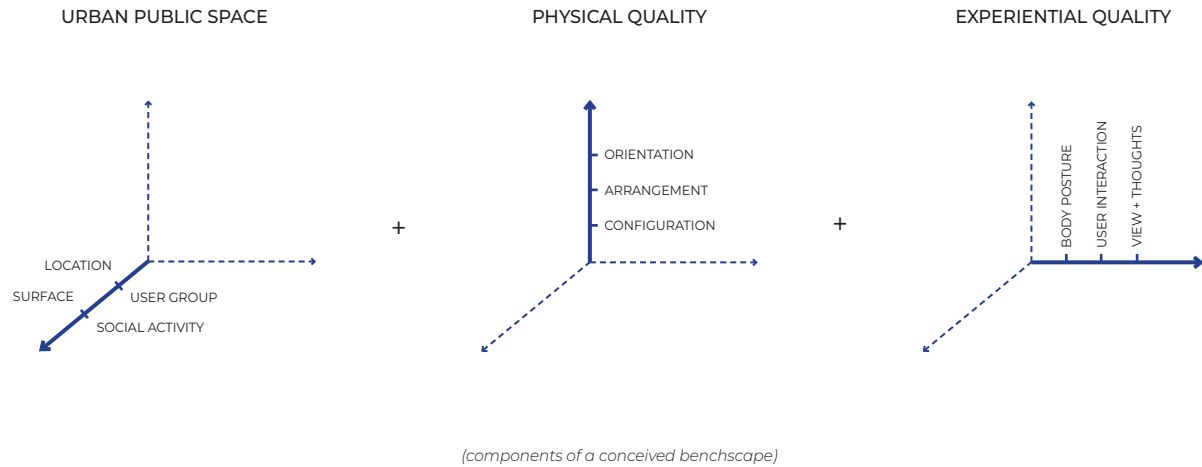 URBAN PUBLIC SPACE
LOCATION
SURFACE
USER GROUP
SOCIAL ACTIVITY
+
PHYSICAL QUALITY
ORIENTATION
ARRANGEMENT
CONFIGURATION
+
EXPERIENTIAL QUALITY
BODY POSTURE
USER INTERACTION
VIEW + THOUGHTS
(components of a conceived benchscape)